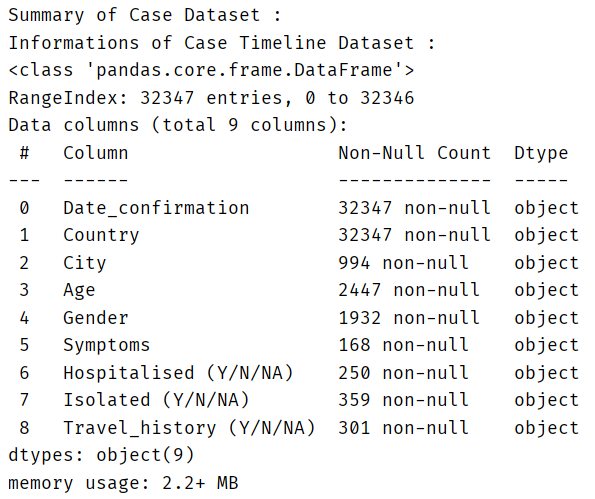 Summary of Case Dataset :
Informations of Case Timeline Dataset :
<class 'pandas.core.frame.DataFrame'>
RangeIndex: 32347 entries, 0 to 32346
Data columns (total 9 columns):
 #   Column                   Non-Null Count  Dtype
---  ------                   --------------  -----
 0   Date_confirmation        32347 non-null  object
 1   Country                  32347 non-null  object
 2   City                     994 non-null    object
 3   Age                      2447 non-null   object
 4   Gender                   1932 non-null   object
 5   Symptoms                 168 non-null    object
 6   Hospitalised (Y/N/NA)    250 non-null    object
 7   Isolated (Y/N/NA)        359 non-null    object
 8   Travel_history (Y/N/NA)  301 non-null    object
dtypes: object(9)
memory usage: 2.2+ MB